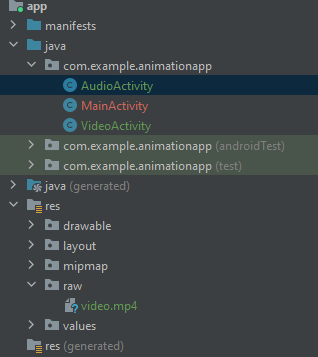 app
manifests
java
com.example.animationapp
AudioActivity
MainActivity
VideoActivity
com.example.animationapp (androidTest)
com.example.animationapp (test)
java (generated)
res
drawable
layout
mipmap
raw
video.mp4
values
res (generated)